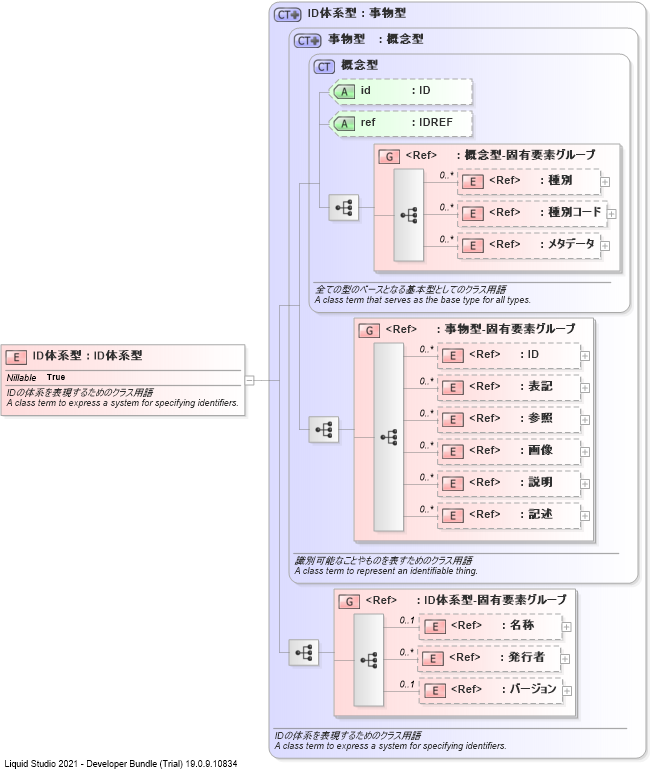 CT ID体系型 : 事物型
CT 事物型 : 概念型
CT 概念型
A id : ID
A ref : IDREF
G <Ref> : 概念型-固有要素グループ
0..* E <Ref> : 種別
0..* E <Ref> : 種別コード
0..* E <Ref> : メタデータ
全ての型のベースとなる基本型としてのクラス用語
A class term that serves as the base type for all types.
G <Ref> : 事物型-固有要素グループ
0..* E <Ref> : ID
0..* E <Ref> : 表記
0..* E <Ref> : 参照
0..* E <Ref> : 画像
0..* E <Ref> : 説明
0..* E <Ref> : 記述
識別可能なことやものを表すためのクラス用語
A class term to represent an identifiable thing.
E ID体系型 : ID体系型
Nillable True
IDの体系を表現するためのクラス用語
A class term to express a system for specifying identifiers.
G <Ref> : ID体系型-固有要素グループ
0..1 E <Ref> : 名称
0..* E <Ref> : 発行者
0..1 E <Ref> : バージョン
IDの体系を表現するためのクラス用語
A class term to express a system for specifying identifiers.
Liquid Studio 2021 - Developer Bundle (Trial) 19.0.9.10834